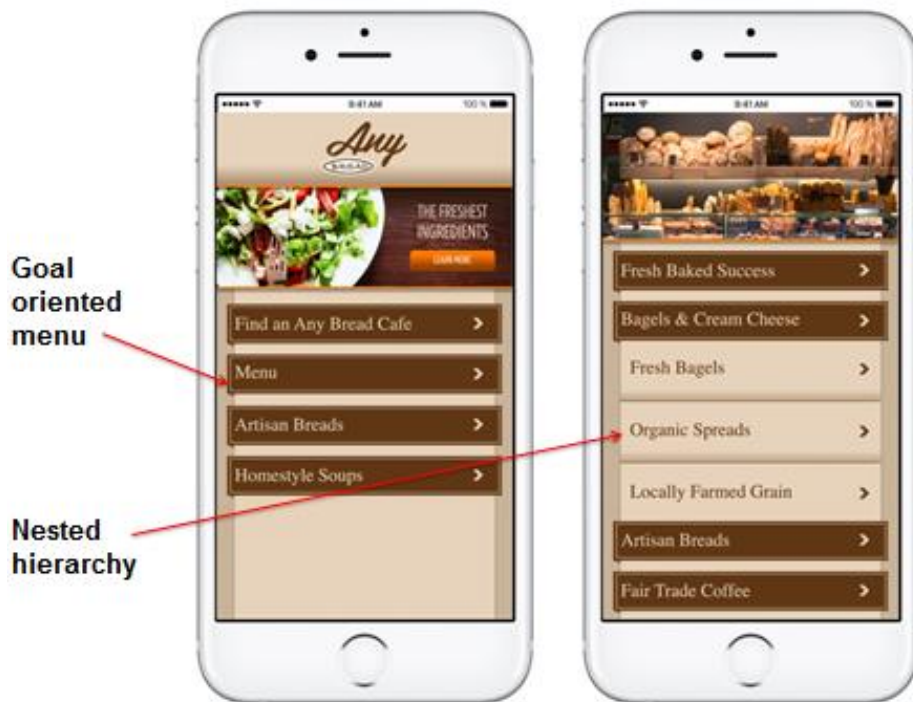 Goal
oriented
menu
Nested
hierarchy
9:41 AM 100 %
Any
BREAD
THE FRESHEST
INGREDIENTS
LEARN MORE
Find an Any Bread Cafe
Menu
Artisan Breads
Homestyle Soups
9:41 AM 100 %
Fresh Baked Success
Bagels & Cream Cheese
Fresh Bagels
Organic Spreads
Locally Farmed Grain
Artisan Breads
Fair Trade Coffee